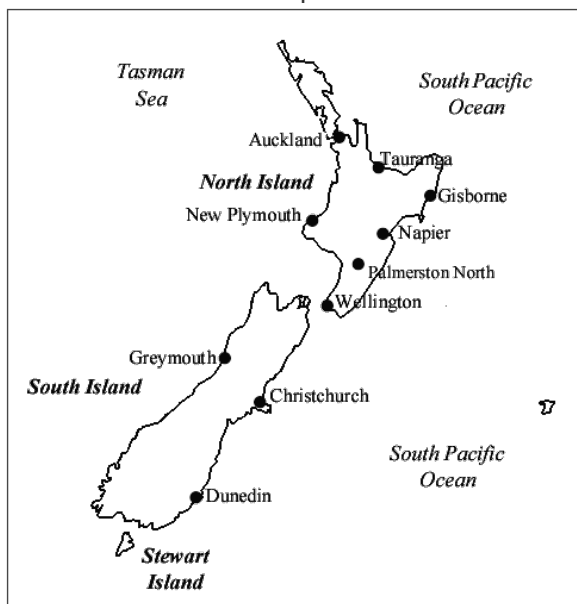 Tasman
Sea
South Pacific
Ocean
Auckland
Tauranga
North Island
Gisborne
New Plymouth
Napier
Palmerston North
Wellington
Greymouth
South Island
Christchurch
South Pacific
Ocean
Dunedin
Stewart
Island